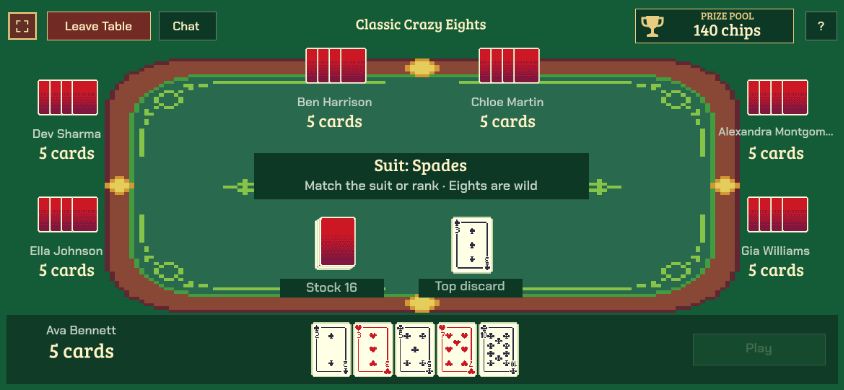 Leave Table
Chat
Classic Crazy Eights
PRIZE POOL
140 chips
?
Ben Harrison
5 cards
Chloe Martin
5 cards
Dev Sharma
5 cards
Alexandra Montgom...
5 cards
Suit: Spades
Match the suit or rank · Eights are wild
Ella Johnson
5 cards
Gia Williams
5 cards
Stock 16
Top discard
Ava Bennett
5 cards
Play